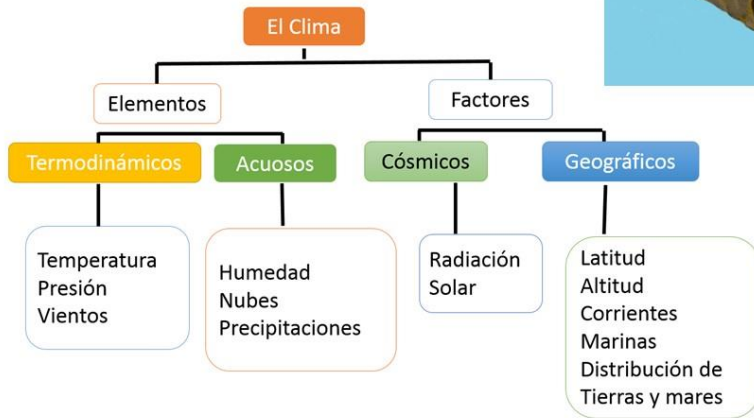 El Clima
Elementos
Factores
Termodinámicos
Acuosos
Cósmicos
Geográficos
Temperatura
Presión
Vientos
Humedad
Nubes
Precipitaciones
Radiación
Solar
Latitud
Altitud
Corrientes
Marinas
Distribución de
Tierras y mares